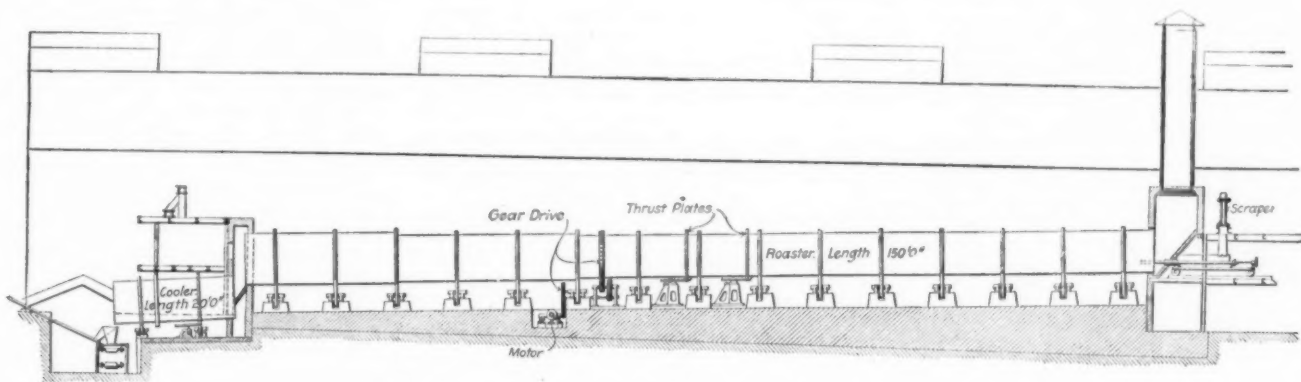 Gear Drive
Thrust Plates
Scraper
Roaster. Length 150'0"
Cooler
Length 20'0"
Motor